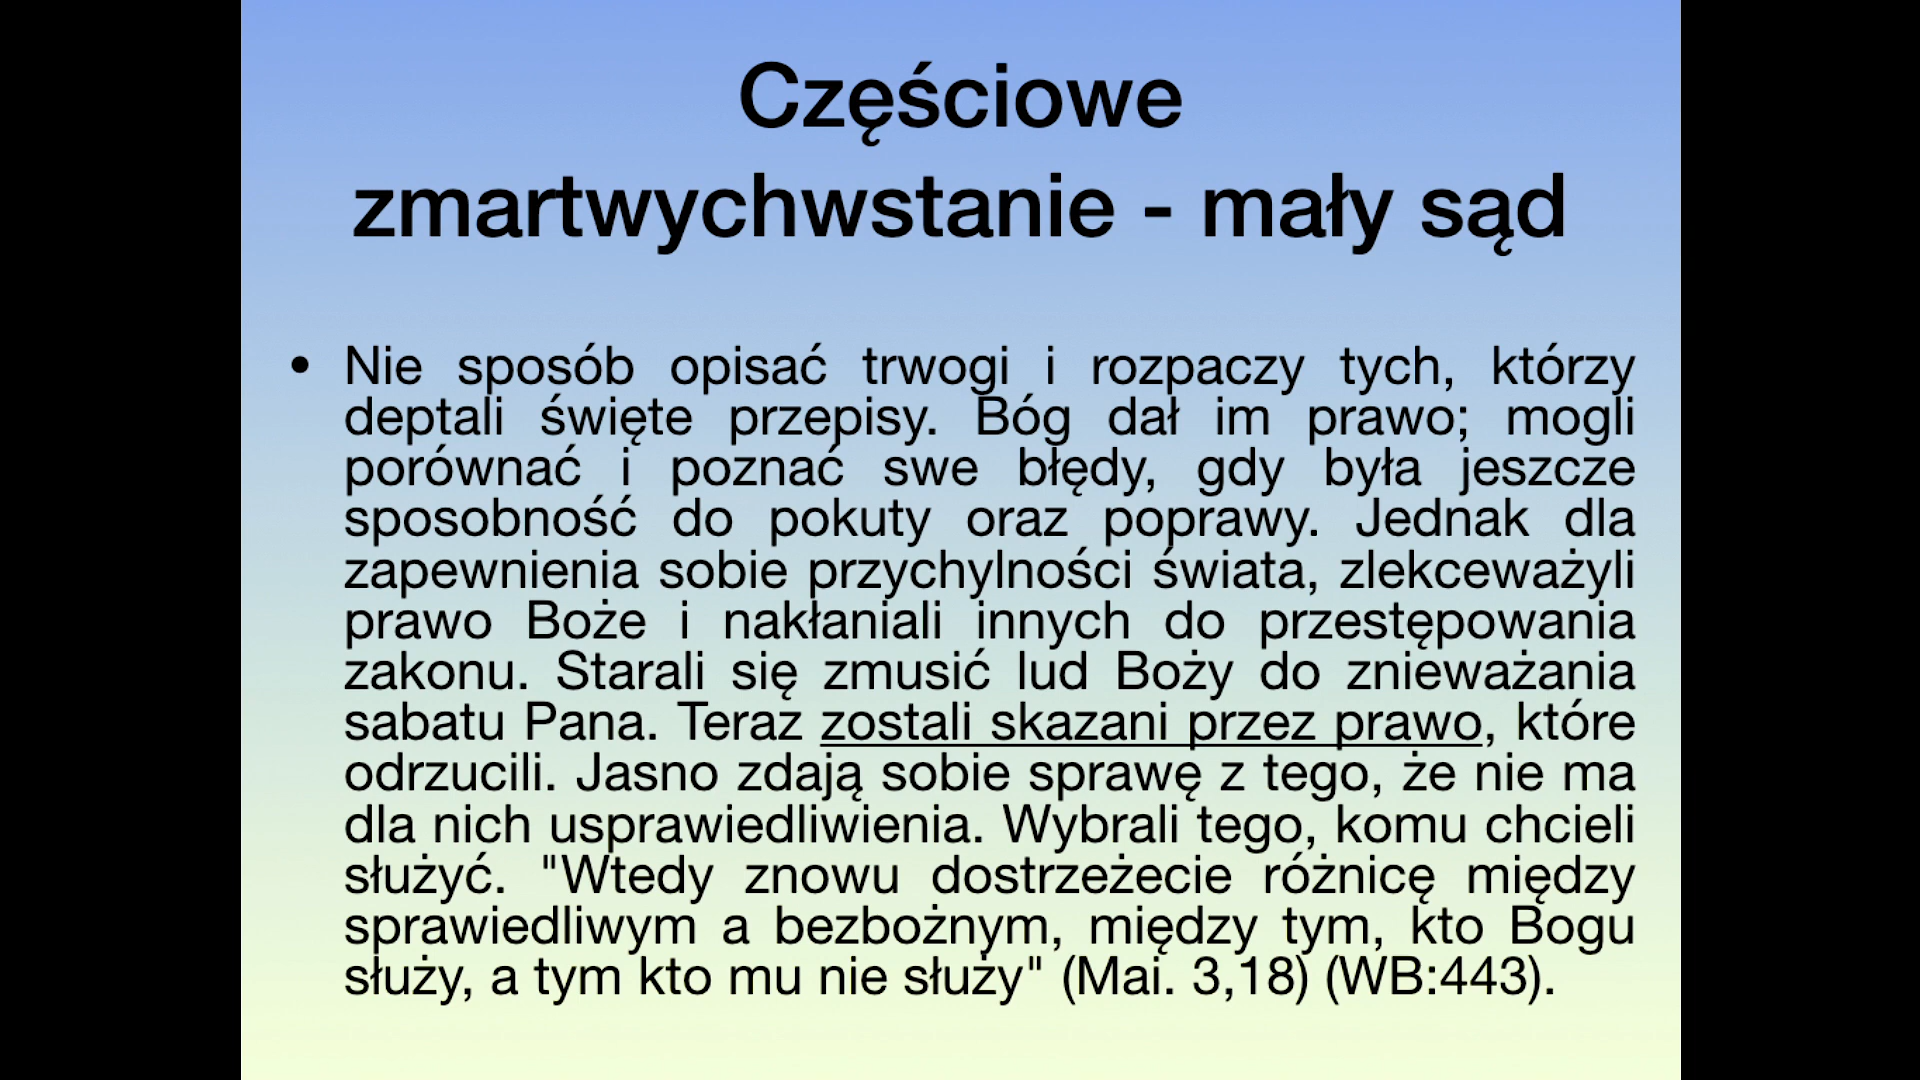 Częściowe
zmartwychwstanie - mały sąd
• Nie sposób opisać trwogi i rozpaczy tych, którzy
deptali święte przepisy. Bóg dał im prawo; mogli
porównać i poznać swe błędy, gdy była jeszcze
sposobność do pokuty oraz poprawy. Jednak dla
zapewnienia sobie przychylności świata, zlekceważyli
prawo Boże i nakłaniali innych do przestępowania
zakonu. Starali się zmusić lud Boży do znieważania
sabatu Pana. Teraz zostali skazani przez prawo, które
odrzucili. Jasno zdają sobie sprawę z tego, że nie ma
dla nich usprawiedliwienia. Wybrali tego, komu chcieli
służyć. "Wtedy znowu dostrzeżecie różnicę między
sprawiedliwym a bezbożnym, między tym, kto Bogu
służy, a tym kto mu nie służy" (Mai. 3,18) (WB:443).